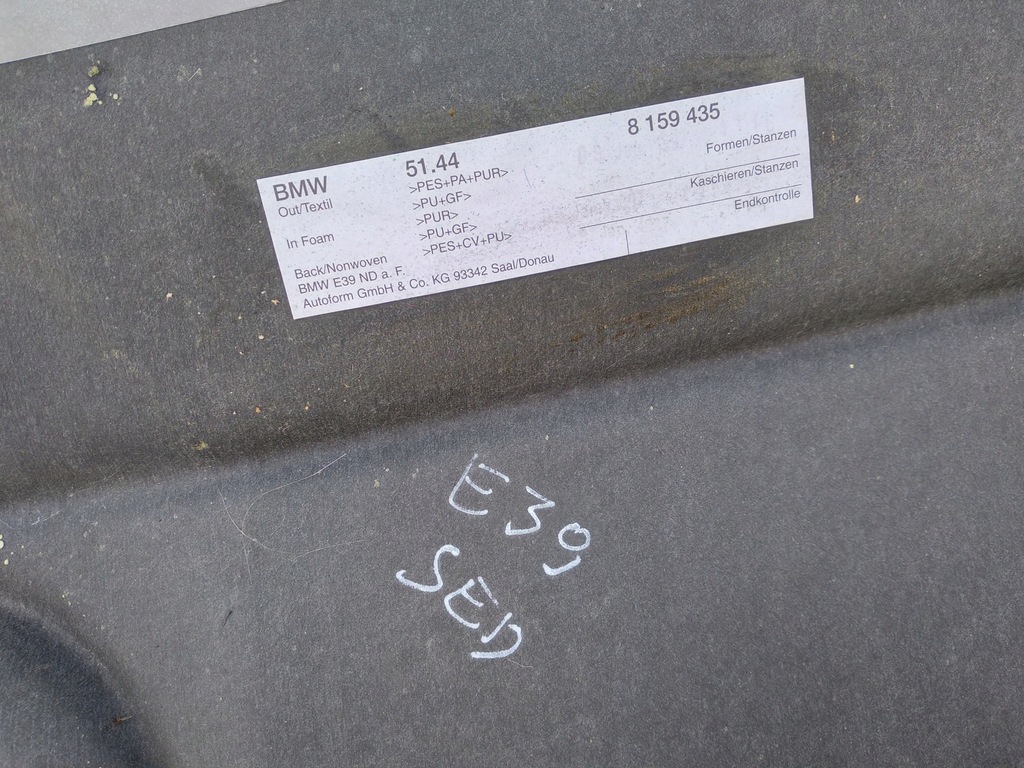 BMW 51.44 8 159 435
Out/Textil >PES+PA+PUR> Formen/Stanzen
>PU+GF>
In Foam >PUR> Kaschieren/Stanzen
>PU+GF>
Back/Nonwoven >PES+CV+PU> Endkontrolle
BMW E39 ND a. F.
Autoform GmbH & Co. KG 93342 Saal/Donau
E39
SED